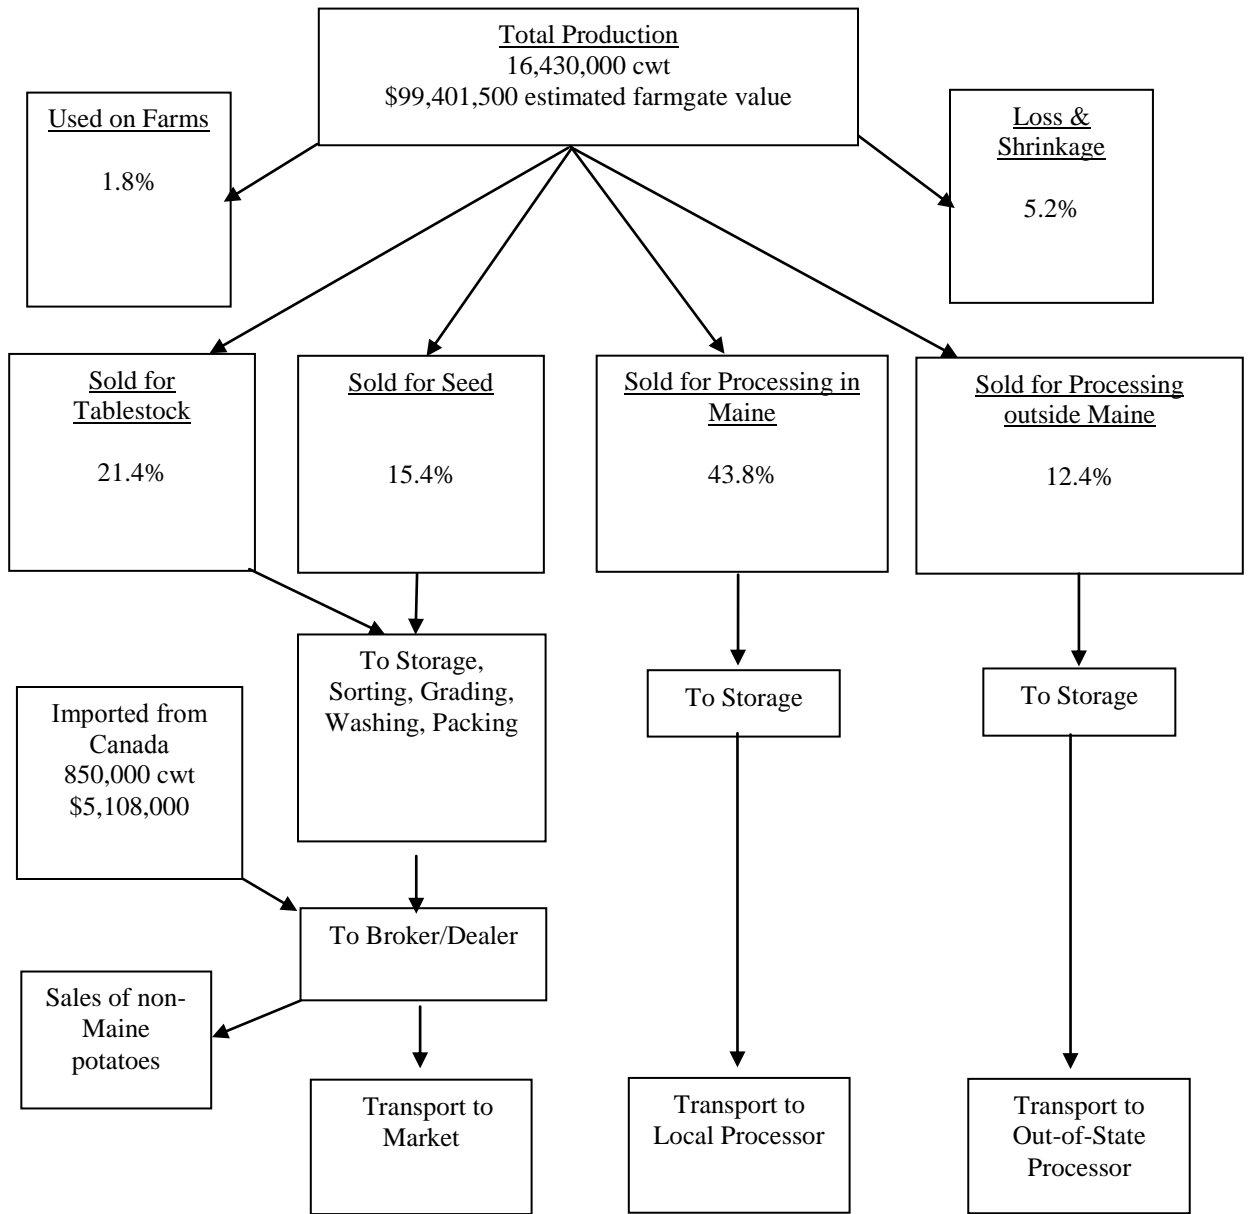 Total Production
16,430,000 cwt
$99,401,500 estimated farmgate value
Used on Farms
1.8%
Loss &
Shrinkage
5.2%
Sold for
Tablestock
21.4%
Sold for Seed
15.4%
Sold for Processing in
Maine
43.8%
Sold for Processing
outside Maine
12.4%
To Storage,
Sorting, Grading,
Washing, Packing
To Storage
To Storage
Imported from
Canada
850,000 cwt
$5,108,000
To Broker/Dealer
Sales of non-
Maine
potatoes
Transport to
Market
Transport to
Local Processor
Transport to
Out-of-State
Processor